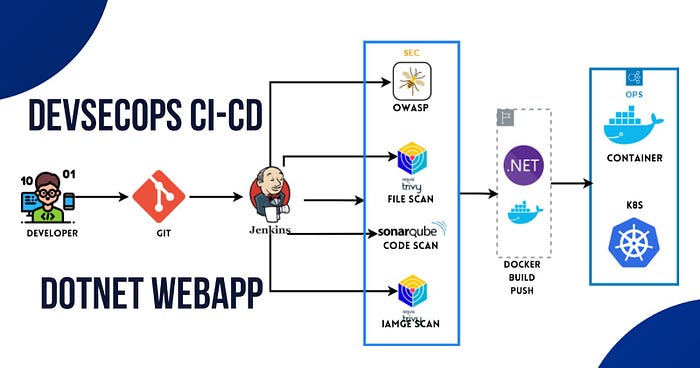 DEVSECOPS CI-CD
10
01
DEVELOPER
GIT
Jenkins
DOTNET WEBAPP
SEC
OWASP
aqua
trivy
FILE SCAN
sonarqube
CODE SCAN
aqua
trivy
IAMGE SCAN
.NET
DOCKER
BUILD
PUSH
OPS
CONTAINER
K8S